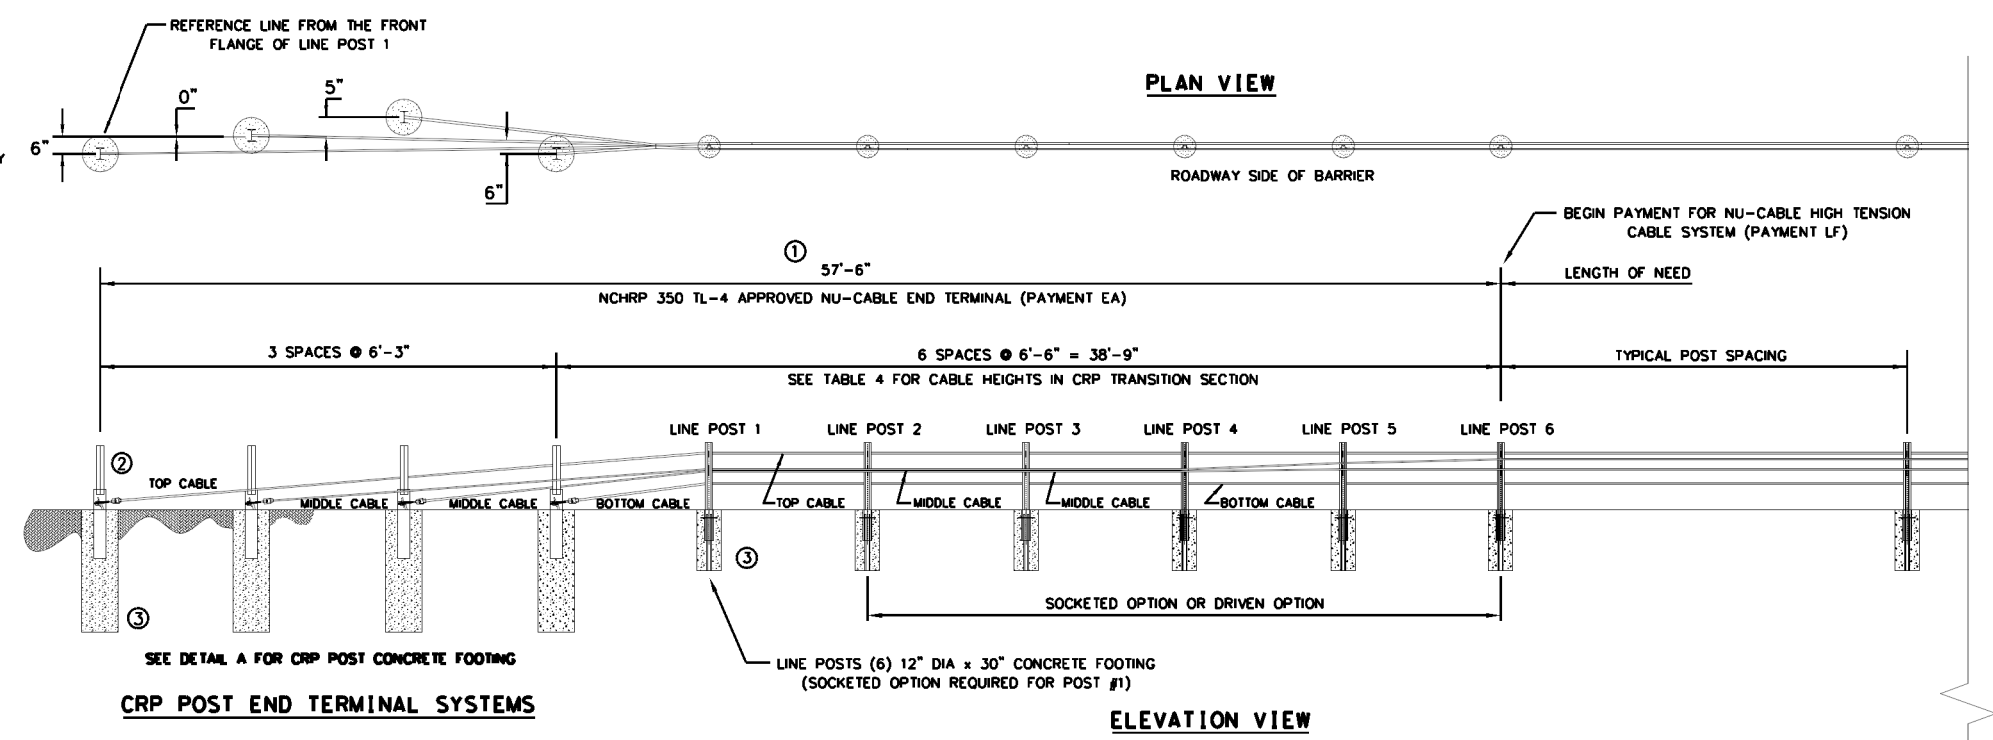 REFERENCE LINE FROM THE FRONT
FLANGE OF LINE POST 1
PLAN VIEW
0"
5"
6"
Y
6"
ROADWAY SIDE OF BARRIER
BEGIN PAYMENT FOR NU-CABLE HIGH TENSION
CABLE SYSTEM (PAYMENT LF)
1
57'-6"
LENGTH OF NEED
NCHRP 350 TL-4 APPROVED NU-CABLE END TERMINAL (PAYMENT EA)
3 SPACES @ 6'-3"
6 SPACES @ 6'-6" = 38'-9"
TYPICAL POST SPACING
SEE TABLE 4 FOR CABLE HEIGHTS IN CRP TRANSITION SECTION
LINE POST 1
LINE POST 2
LINE POST 3
LINE POST 4
LINE POST 5
LINE POST 6
2
TOP CABLE
MIDDLE CABLE
MIDDLE CABLE
BOTTOM CABLE
TOP CABLE
MIDDLE CABLE
MIDDLE CABLE
BOTTOM CABLE
3
3
SOCKETED OPTION OR DRIVEN OPTION
SEE DETAIL A FOR CRP POST CONCRETE FOOTING
LINE POSTS (6) 12" DIA x 30" CONCRETE FOOTING
(SOCKETED OPTION REQUIRED FOR POST #1)
CRP POST END TERMINAL SYSTEMS
ELEVATION VIEW